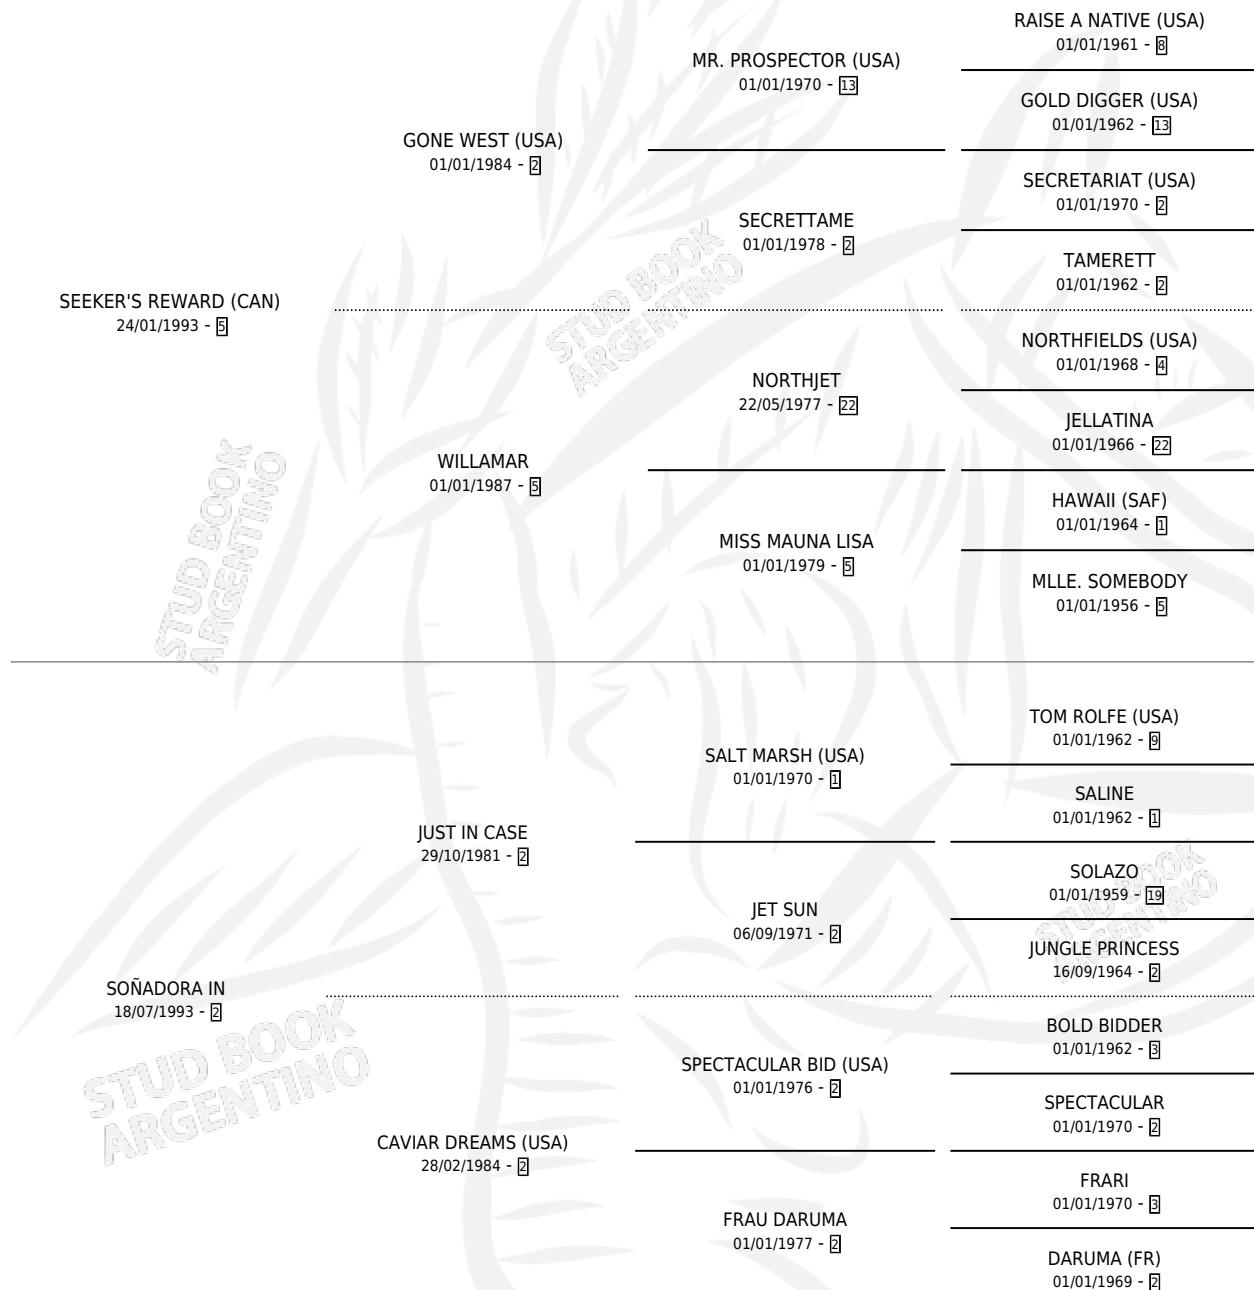 RAISE A NATIVE (USA)
01/01/1961 - 8
MR. PROSPECTOR (USA)
01/01/1970 - 13
GOLD DIGGER (USA)
01/01/1962 - 13
GONE WEST (USA)
01/01/1984 - 2
SECRETARIAT (USA)
01/01/1970 - 2
SECRETTAME
01/01/1978 - 2
TAMERETT
01/01/1962 - 2
SEEKER'S REWARD (CAN)
24/01/1993 - 5
NORTHFIELDS (USA)
01/01/1968 - 4
NORTHJET
22/05/1977 - 22
JELLATINA
01/01/1966 - 22
WILLAMAR
01/01/1987 - 5
HAWAII (SAF)
01/01/1964 - 1
MISS MAUNA LISA
01/01/1979 - 5
MLLE. SOMEBODY
01/01/1956 - 5
TOM ROLFE (USA)
01/01/1962 - 9
SALT MARSH (USA)
01/01/1970 - 1
SALINE
01/01/1962 - 1
JUST IN CASE
29/10/1981 - 2
SOLAZO
01/01/1959 - 19
JET SUN
06/09/1971 - 2
JUNGLE PRINCESS
16/09/1964 - 2
SOÑADORA IN
18/07/1993 - 2
BOLD BIDDER
01/01/1962 - 3
SPECTACULAR BID (USA)
01/01/1976 - 2
SPECTACULAR
01/01/1970 - 2
CAVIAR DREAMS (USA)
28/02/1984 - 2
FRARI
01/01/1970 - 3
FRAU DARUMA
01/01/1977 - 2
DARUMA (FR)
01/01/1969 - 2
STUD BOOK
ARGENTINO
STUD BOOK
ARGENTINO
STUD BOOK
ARGENTINO
STUD BOOK
ARGENTINO